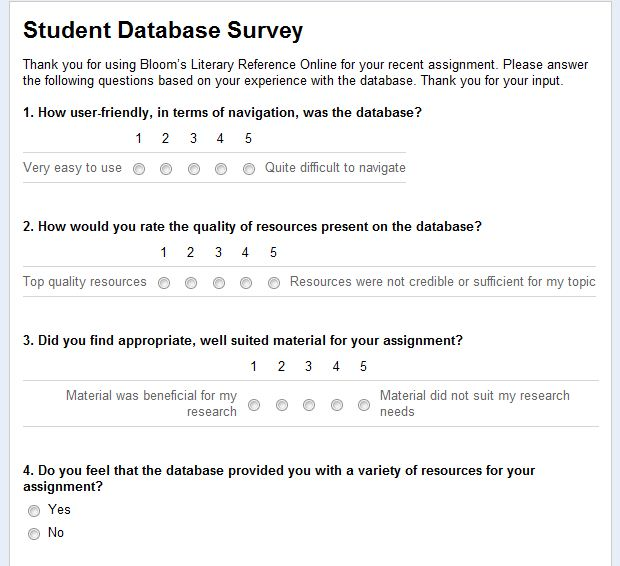 Student Database Survey
Thank you for using Bloom's Literary Reference Online for your recent assignment. Please answer
the following questions based on your experience with the database. Thank you for your input.
1. How user-friendly, in terms of navigation, was the database?
1 2 3 4 5
Very easy to use Quite difficult to navigate
2. How would you rate the quality of resources present on the database?
1 2 3 4 5
Top quality resources Resources were not credible or sufficient for my topic
3. Did you find appropriate, well suited material for your assignment?
1 2 3 4 5
Material was beneficial for my Material did not suit my research
research needs
4. Do you feel that the database provided you with a variety of resources for your
assignment?
Yes
No